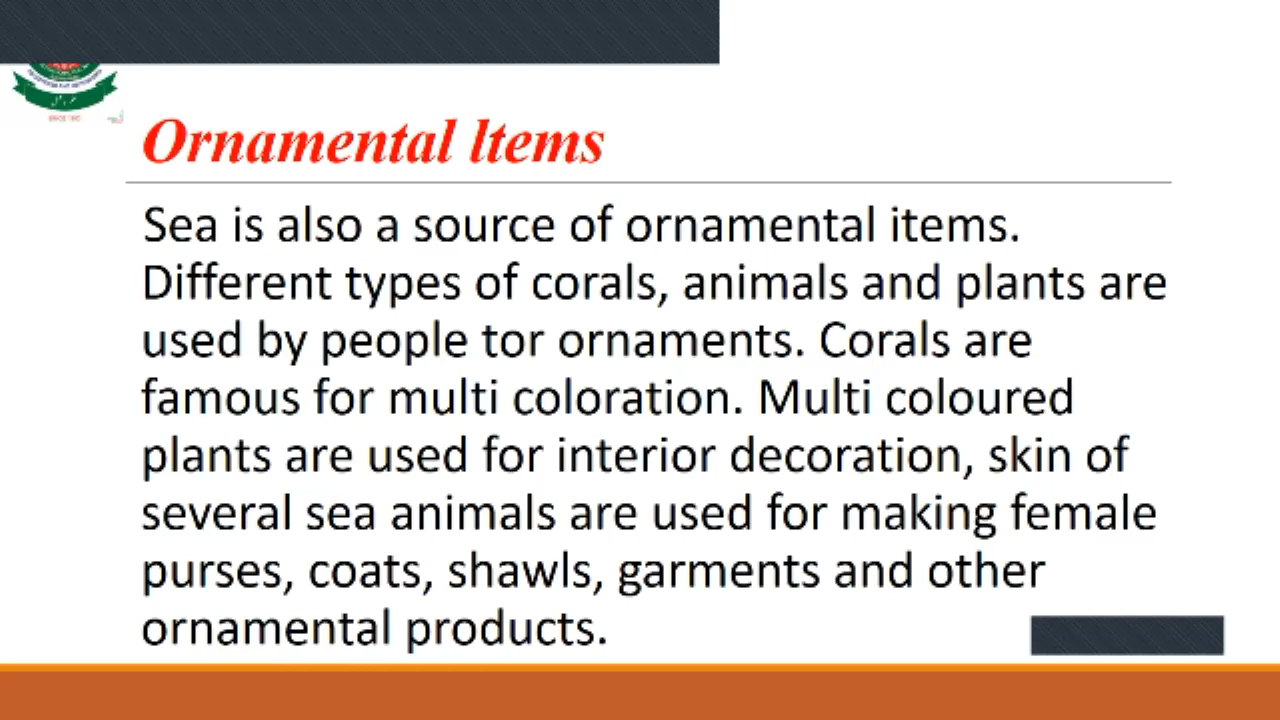 Ornamental ltems
Sea is also a source of ornamental items.
Different types of corals, animals and plants are
used by people tor ornaments. Corals are
famous for multi coloration. Multi coloured
plants are used for interior decoration, skin of
several sea animals are used for making female
purses, coats, shawls, garments and other
ornamental products.